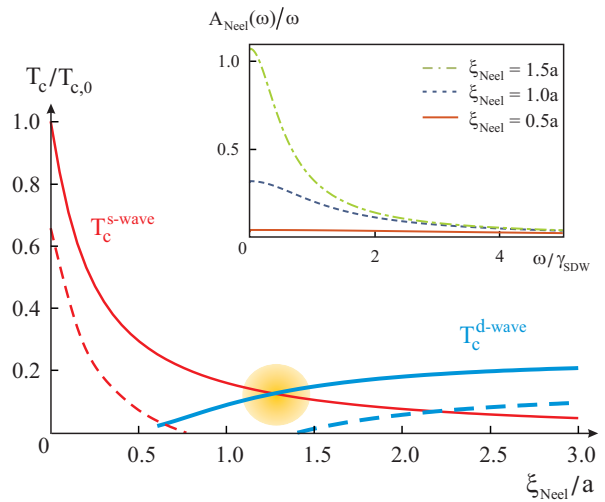 A_Neel(ω)/ω
1.0
0.5
0
2
4
ω/γ_SDW
ξ_Neel = 1.5a
ξ_Neel = 1.0a
ξ_Neel = 0.5a
T_c/T_c,0
1.0
0.8
0.6
0.4
0.2
0
T_c^s-wave
T_c^d-wave
0.5
1.0
1.5
2.0
2.5
3.0
ξ_Neel/a